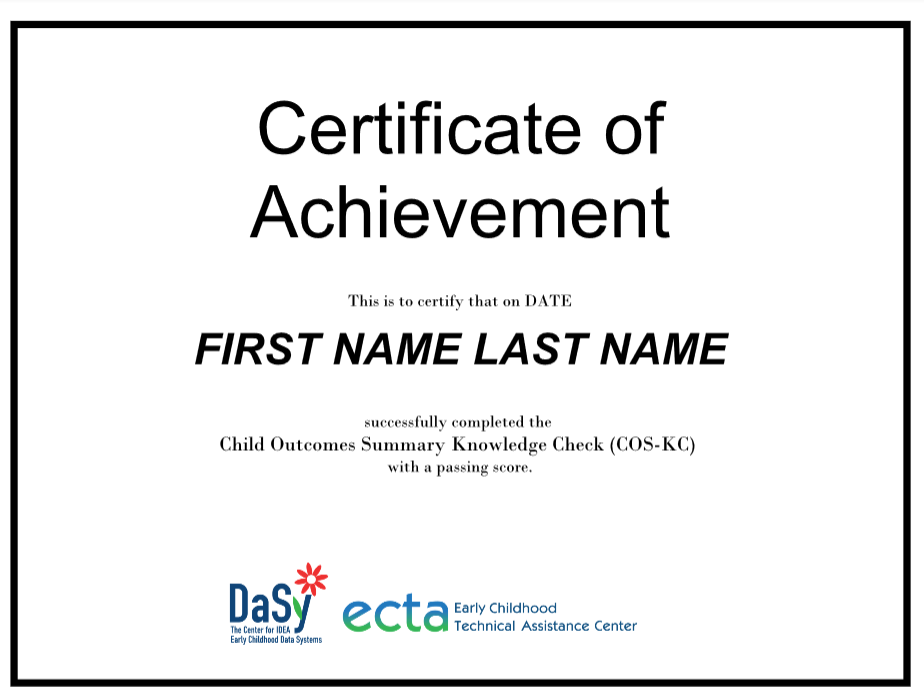 Certificate of
Achievement
This is to certify that on DATE
FIRST NAME LAST NAME
successfully completed the
Child Outcomes Summary Knowledge Check (COS-KC)
with a passing score.
DaSy
The Center for IDEA
Early Childhood Data Systems
ecta
Early Childhood
Technical Assistance Center